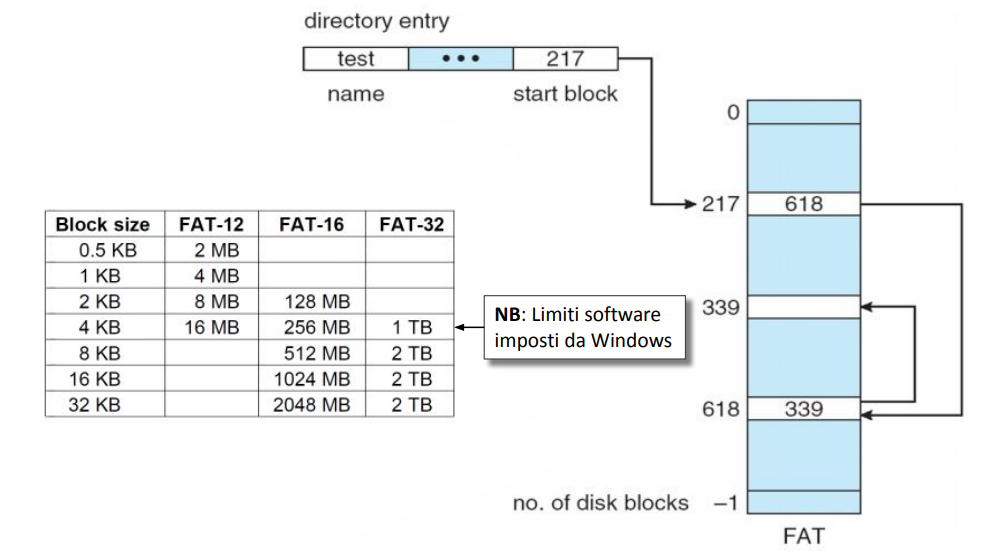 directory entry
test ••• 217
name start block
0
217 618
339
618 339
no. of disk blocks –1
FAT
Block size FAT-12 FAT-16 FAT-32
0.5 KB 2 MB
1 KB 4 MB
2 KB 8 MB 128 MB
4 KB 16 MB 256 MB 1 TB
8 KB 512 MB 2 TB
16 KB 1024 MB 2 TB
32 KB 2048 MB 2 TB
NB: Limiti software
imposti da Windows